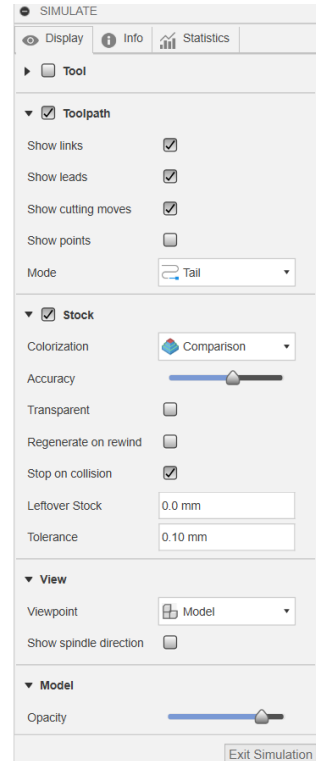 SIMULATE
Display Info Statistics
Tool
Toolpath
Show links
Show leads
Show cutting moves
Show points
Mode Tail
Stock
Colorization Comparison
Accuracy
Transparent
Regenerate on rewind
Stop on collision
Leftover Stock 0.0 mm
Tolerance 0.10 mm
View
Viewpoint Model
Show spindle direction
Model
Opacity
Exit Simulation